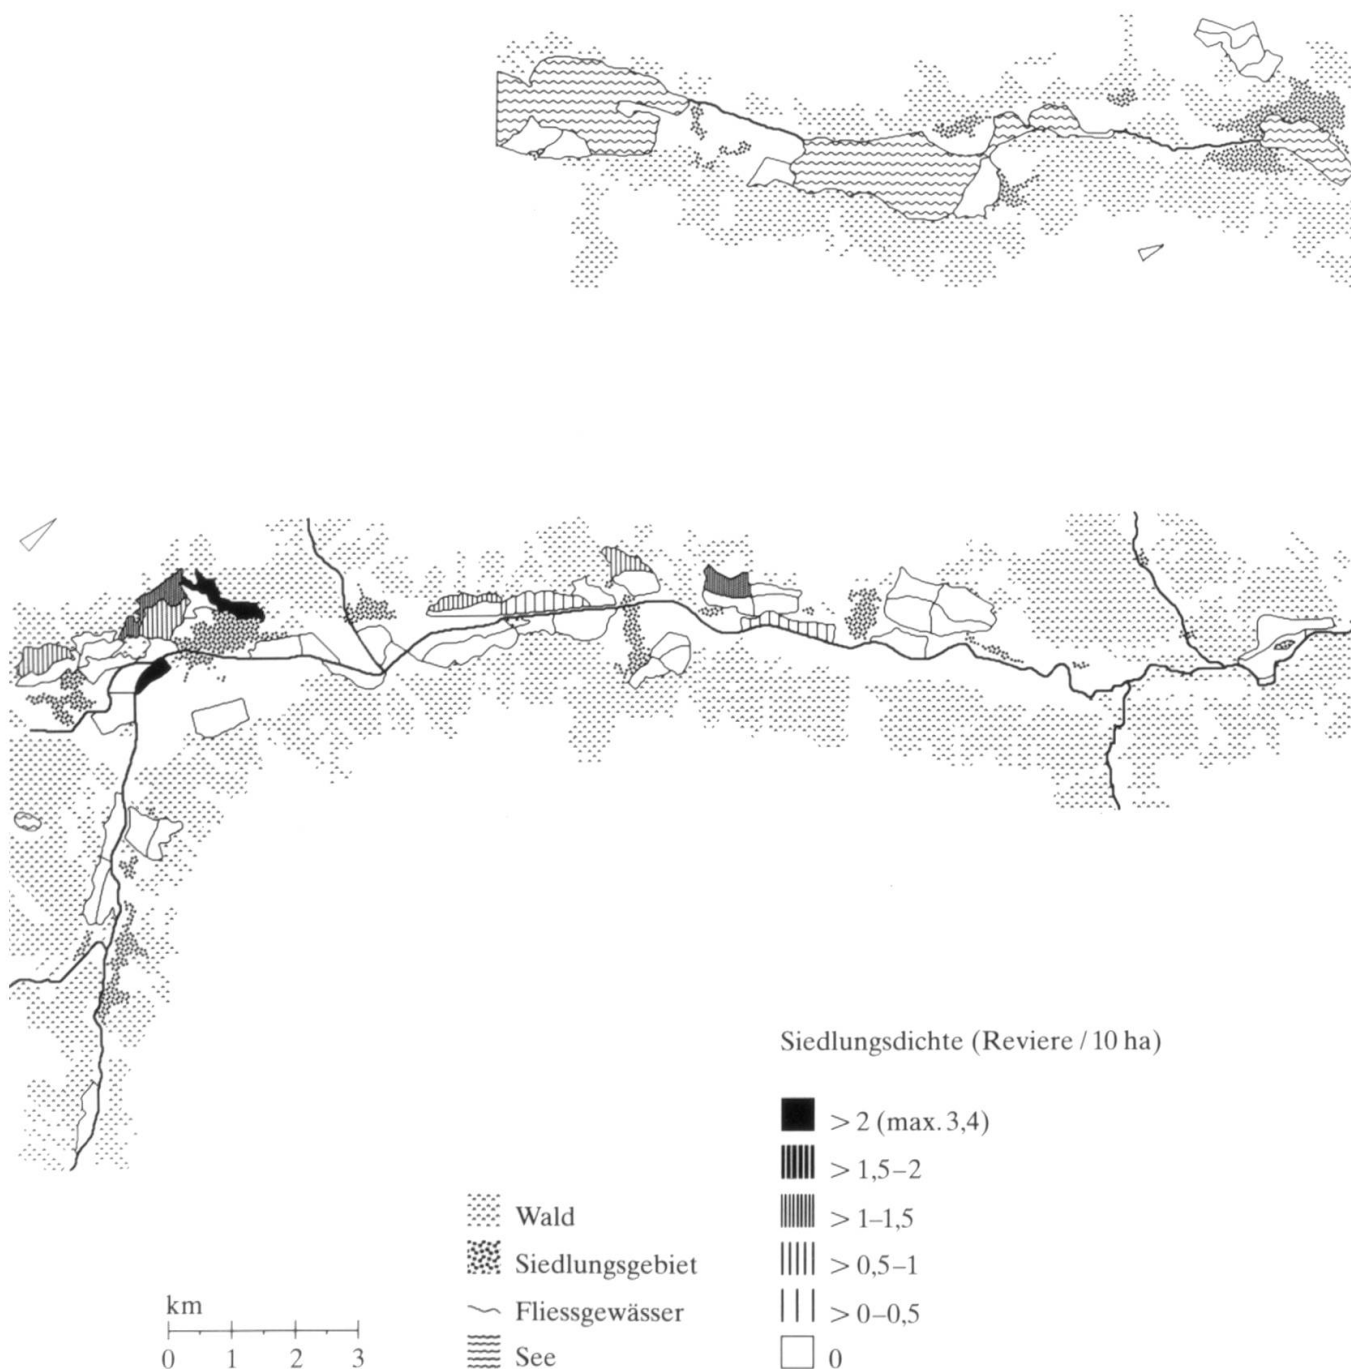 Siedlungsdichte (Reviere / 10 ha)
> 2 (max. 3,4)
> 1,5–2
> 1–1,5
> 0,5–1
> 0–0,5
0
Wald
Siedlungsgebiet
Fliessgewässer
See
km
0 1 2 3